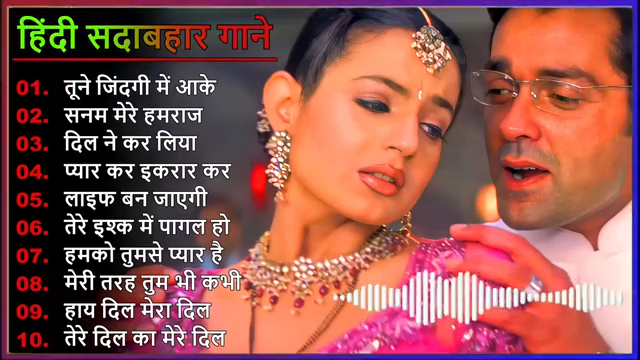 हिंदी सदाबहार गाने
01. तूने जिंदगी में आके
02. सनम मेरे हमराज
03. दिल ने कर लिया
04. प्यार कर इकरार कर
05. लाइफ बन जाएगी
06. तेरे इश्क में पागल हो
07. हमको तुमसे प्यार है
08. मेरी तरह तुम भी कभी
09. हाय दिल मेरा दिल
10. तेरे दिल का मेरे दिल